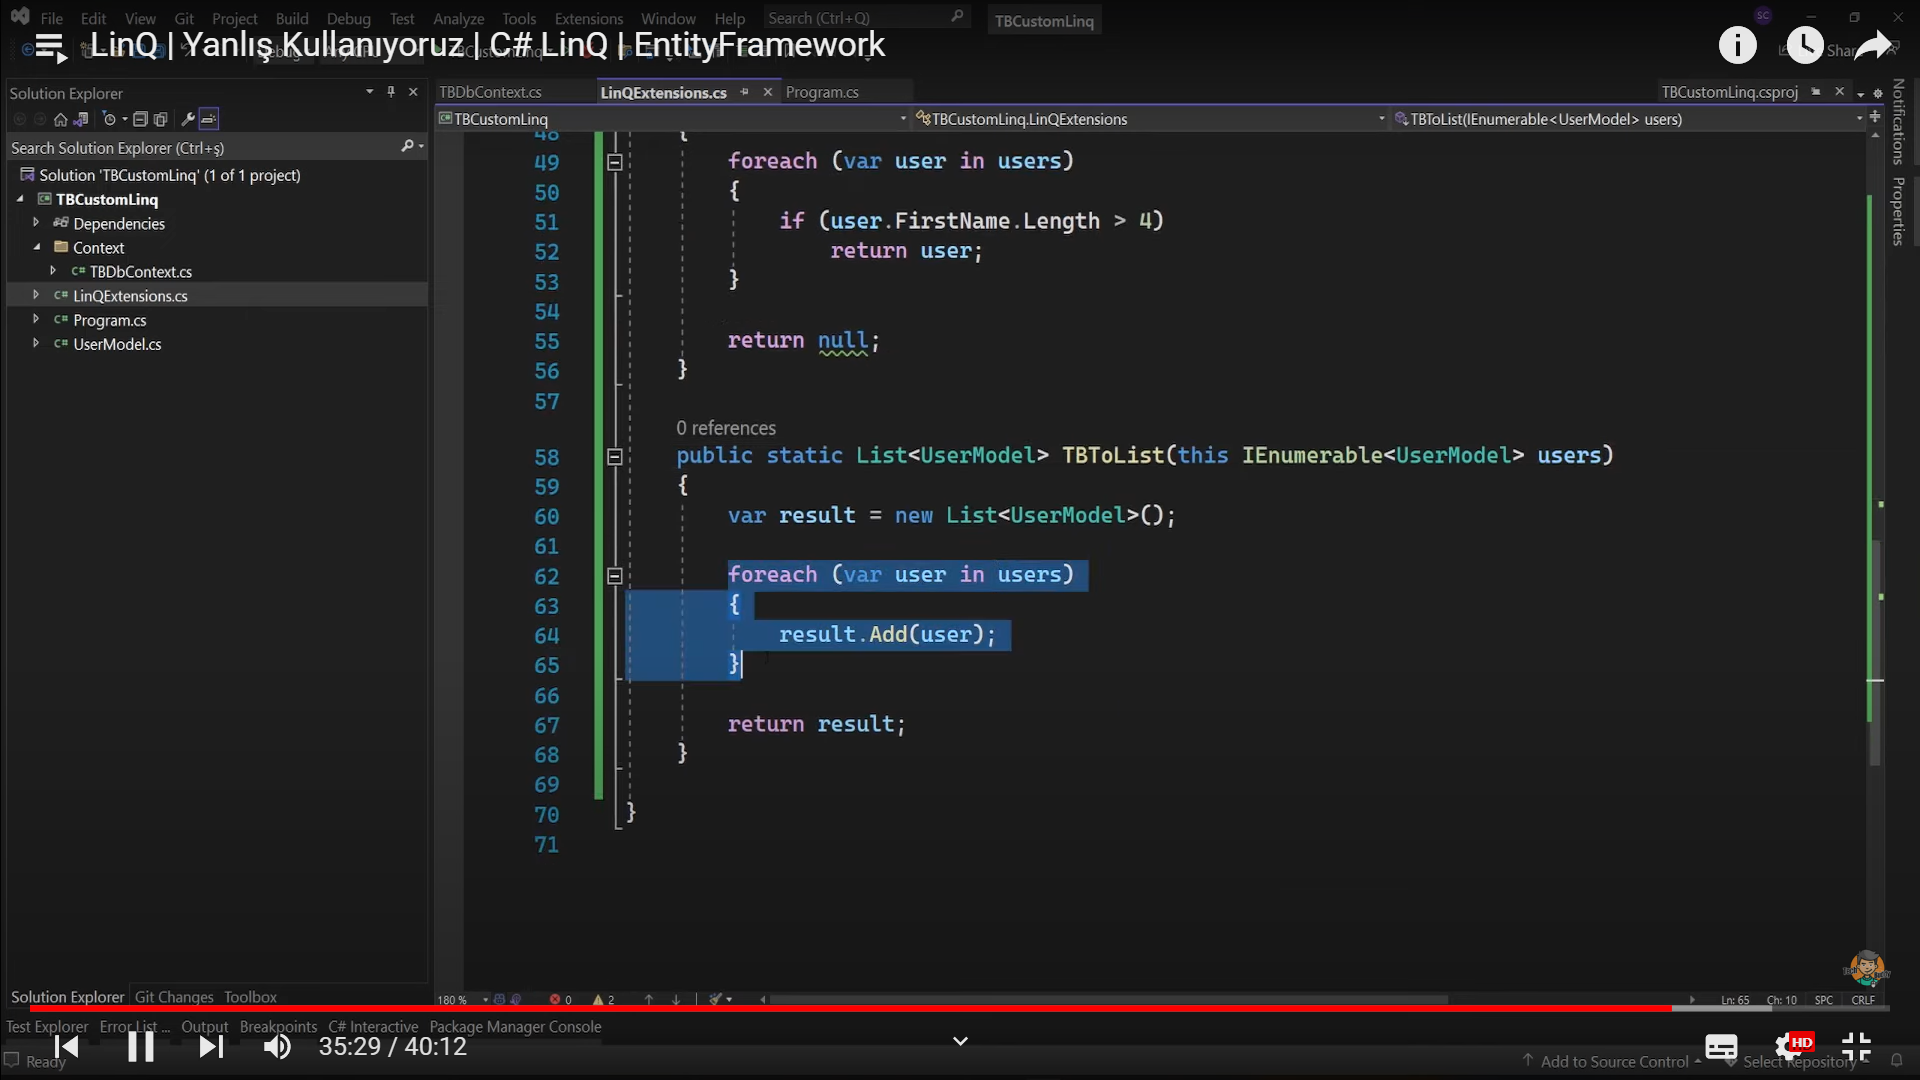 File Edit View Git Project Build Debug Test Analyze Tools Extensions Window Help Search (Ctrl+Q) TBCustomLinq SC
LinQ | Yanlış Kullanıyoruz | C# LinQ | EntityFramework
Solution Explorer
TBDbContext.cs LinQExtensions.cs Program.cs TBCustomLinq.csproj
TBCustomLinq TBCustomLinq.LinQExtensions TBToList(IEnumerable<UserModel> users)
Search Solution Explorer (Ctrl+ş)
Solution 'TBCustomLinq' (1 of 1 project)
TBCustomLinq
Dependencies
Context
C# TBDbContext.cs
C# LinQExtensions.cs
C# Program.cs
C# UserModel.cs
48 {
49 foreach (var user in users)
50 {
51 if (user.FirstName.Length > 4)
52 return user;
53 }
54
55 return null;
56 }
57
0 references
58 public static List<UserModel> TBToList(this IEnumerable<UserModel> users)
59 {
60 var result = new List<UserModel>();
61
62 foreach (var user in users)
63 {
64 result.Add(user);
65 }
66
67 return result;
68 }
69
70 }
71
Notifications
Properties
Solution Explorer Git Changes Toolbox
180 % 0 2 Ln: 65 Ch: 10 SPC CRLF
Test Explorer Error List ... Output Breakpoints C# Interactive Package Manager Console
35:29 / 40:12 HD
Ready Add to Source Control Select Repository